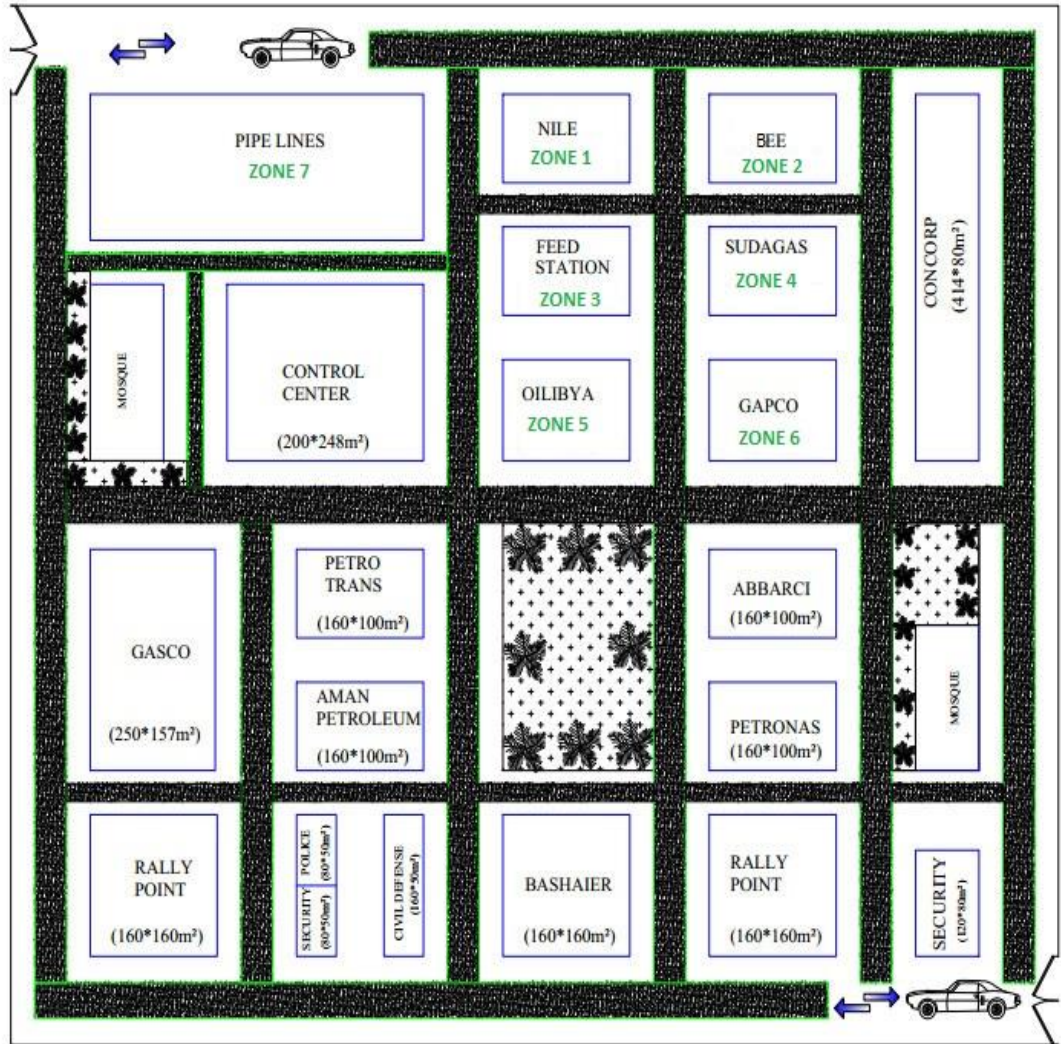 PIPE LINES
ZONE 7
NILE
ZONE 1
BEE
ZONE 2
CONCORP
(414*80m²)
FEED
STATION
ZONE 3
SUDAGAS
ZONE 4
MOSQUE
CONTROL
CENTER
(200*248m²)
OILIBYA
ZONE 5
GAPCO
ZONE 6
GASCO
(250*157m²)
PETRO
TRANS
(160*100m²)
AMAN
PETROLEUM
(160*100m²)
ABBARCI
(160*100m²)
PETRONAS
(160*100m²)
MOSQUE
RALLY
POINT
(160*160m²)
POLICE
(80*50m²)
SECURITY
(80*50m²)
CIVIL DEFENSE
(160*50m²)
BASHAIER
(160*160m²)
RALLY
POINT
(160*160m²)
SECURITY
(120*80m²)